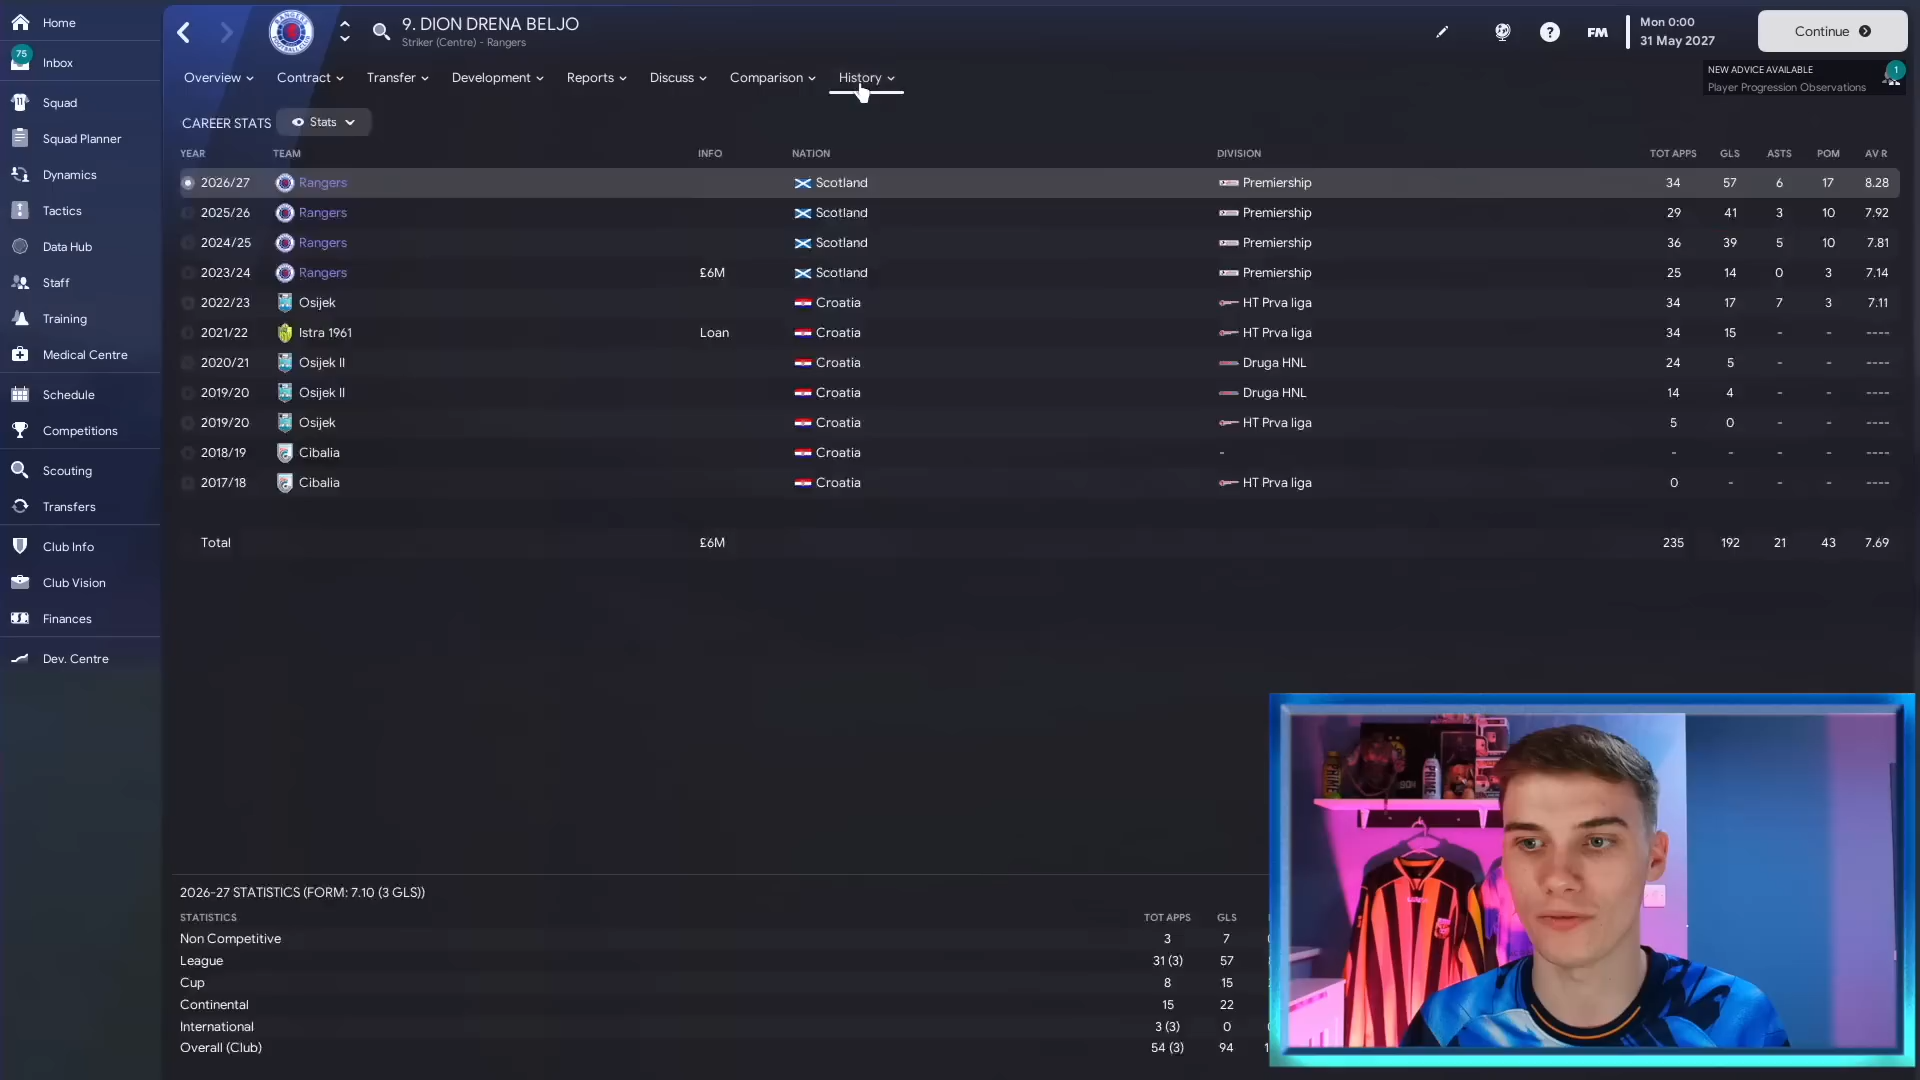 Home
75
Inbox
Squad
Squad Planner
Dynamics
Tactics
Data Hub
Staff
Training
Medical Centre
Schedule
Competitions
Scouting
Transfers
Club Info
Club Vision
Finances
Dev. Centre
9. DION DRENA BELJO
Striker (Centre) - Rangers
FM
Mon 0:00
31 May 2027
Continue
Overview Contract Transfer Development Reports Discuss Comparison History
NEW ADVICE AVAILABLE
Player Progression Observations
1
CAREER STATS Stats
YEAR TEAM INFO NATION DIVISION TOT APPS GLS ASTS POM AV R
2026/27 Rangers Scotland Premiership 34 57 6 17 8.28
2025/26 Rangers Scotland Premiership 29 41 3 10 7.92
2024/25 Rangers Scotland Premiership 36 39 5 10 7.81
2023/24 Rangers £6M Scotland Premiership 25 14 0 3 7.14
2022/23 Osijek Croatia HT Prva liga 34 17 7 3 7.11
2021/22 Istra 1961 Loan Croatia HT Prva liga 34 15 - - ----
2020/21 Osijek II Croatia Druga HNL 24 5 - - ----
2019/20 Osijek II Croatia Druga HNL 14 4 - - ----
2019/20 Osijek Croatia HT Prva liga 5 0 - - ----
2018/19 Cibalia Croatia - - - - - ----
2017/18 Cibalia Croatia HT Prva liga 0 - - - ----
Total £6M 235 192 21 43 7.69
2026-27 STATISTICS (FORM: 7.10 (3 GLS))
STATISTICS TOT APPS GLS
Non Competitive 3 7
League 31 (3) 57
Cup 8 15
Continental 15 22
International 3 (3) 0
Overall (Club) 54 (3) 94
PRIME
PRIME